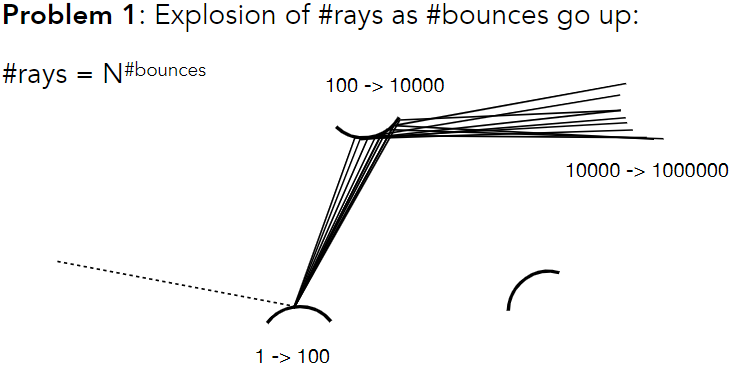 Problem 1: Explosion of #rays as #bounces go up:
#rays = N^#bounces
100 -> 10000
10000 -> 1000000
1 -> 100